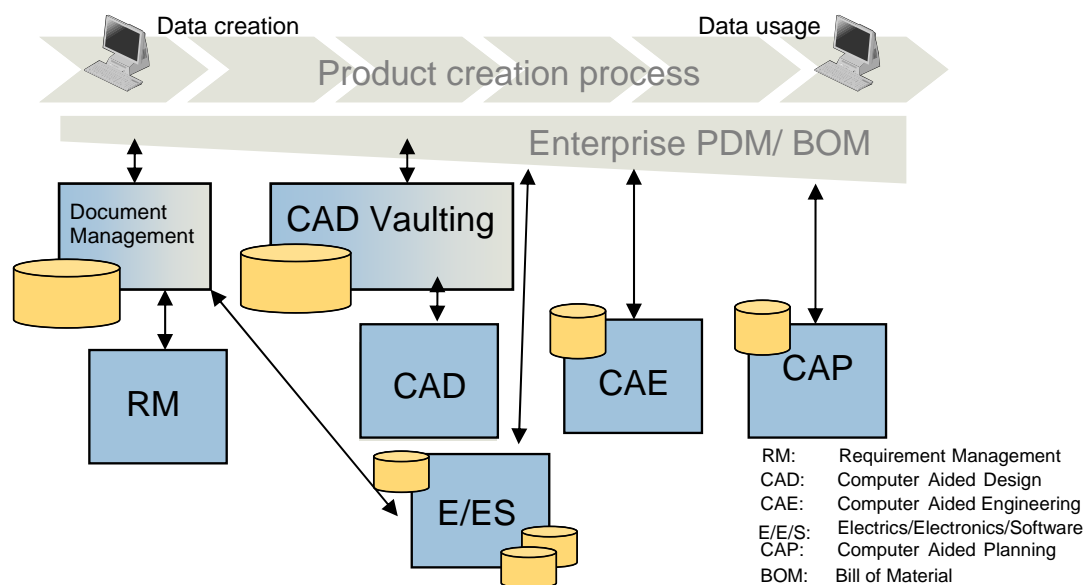 Data creation
Data usage
Product creation process
Enterprise PDM/ BOM
Document
Management
CAD Vaulting
RM
CAD
CAE
CAP
E/ES
RM: Requirement Management
CAD: Computer Aided Design
CAE: Computer Aided Engineering
E/E/S: Electrics/Electronics/Software
CAP: Computer Aided Planning
BOM: Bill of Material